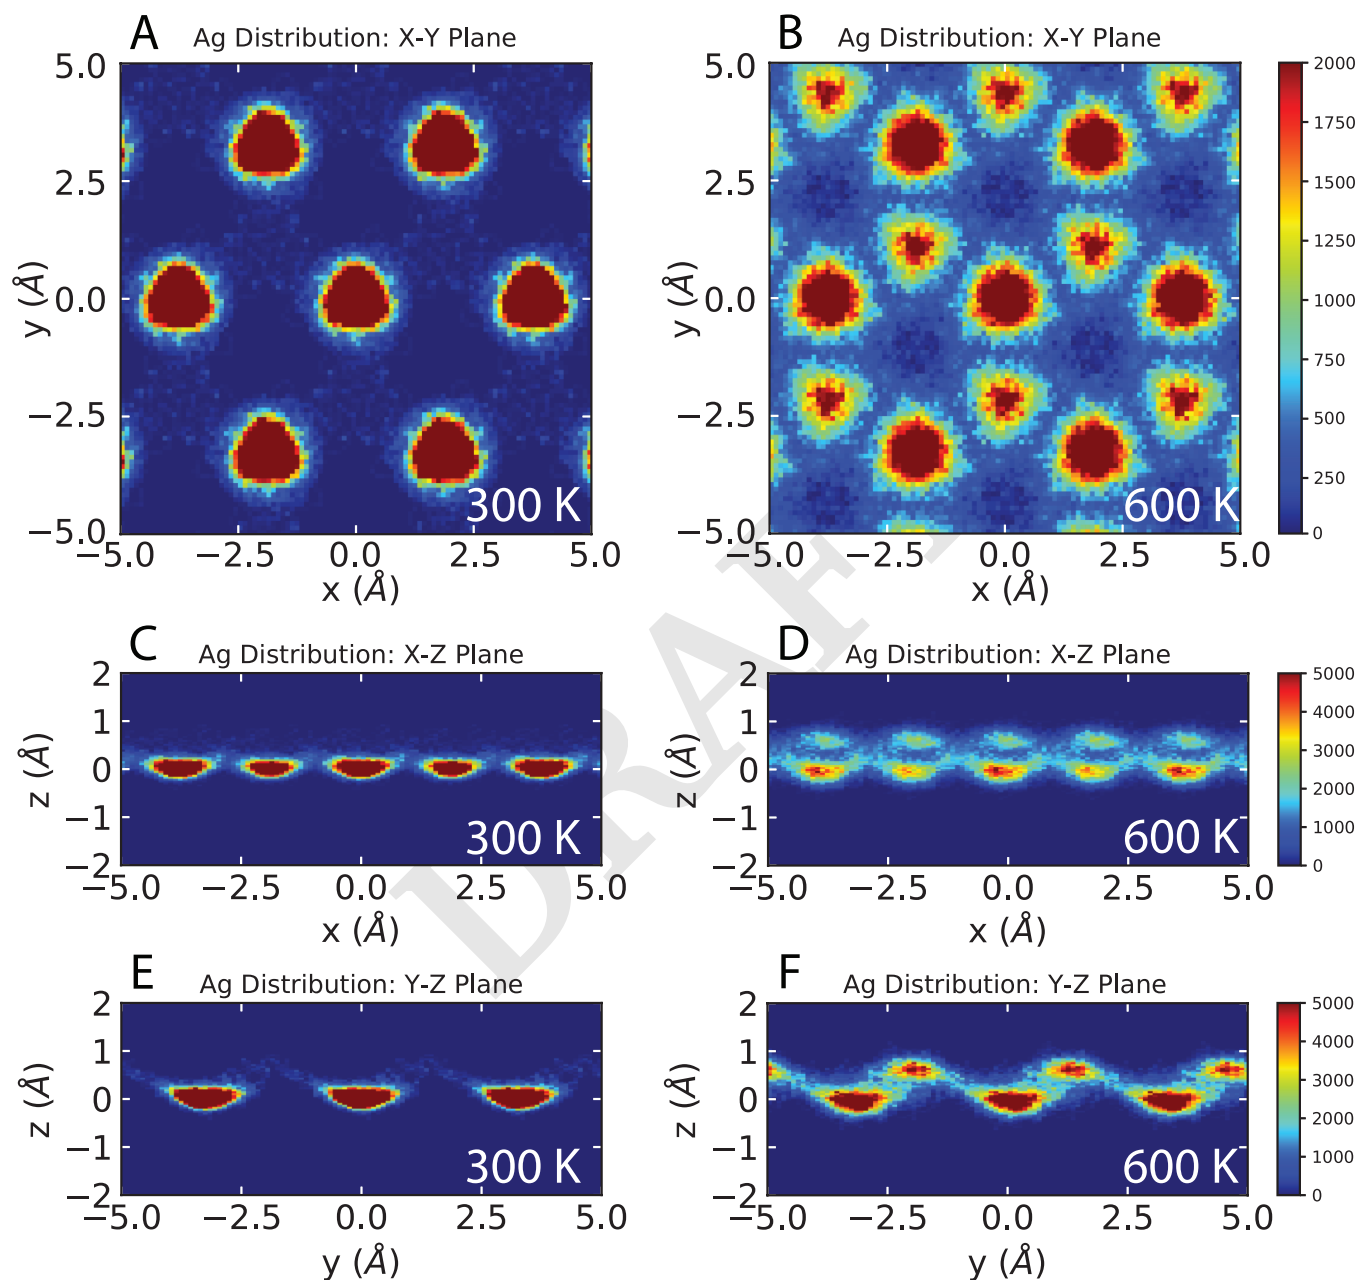 A Ag Distribution: X-Y Plane
5.0
2.5
0.0
−2.5
−5.0
y (Å)
300 K
−5.0 −2.5 0.0 2.5 5.0
x (Å)
B Ag Distribution: X-Y Plane
5.0
2.5
0.0
−2.5
−5.0
y (Å)
600 K
−5.0 −2.5 0.0 2.5 5.0
x (Å)
2000
1750
1500
1250
1000
750
500
250
0
C Ag Distribution: X-Z Plane
2
1
0
−1
−2
z (Å)
300 K
−5.0 −2.5 0.0 2.5 5.0
x (Å)
D Ag Distribution: X-Z Plane
2
1
0
−1
−2
z (Å)
600 K
−5.0 −2.5 0.0 2.5 5.0
x (Å)
5000
4000
3000
2000
1000
0
E Ag Distribution: Y-Z Plane
2
1
0
−1
−2
z (Å)
300 K
−5.0 −2.5 0.0 2.5 5.0
y (Å)
F Ag Distribution: Y-Z Plane
2
1
0
−1
−2
z (Å)
600 K
−5.0 −2.5 0.0 2.5 5.0
y (Å)
5000
4000
3000
2000
1000
0
DRAFT